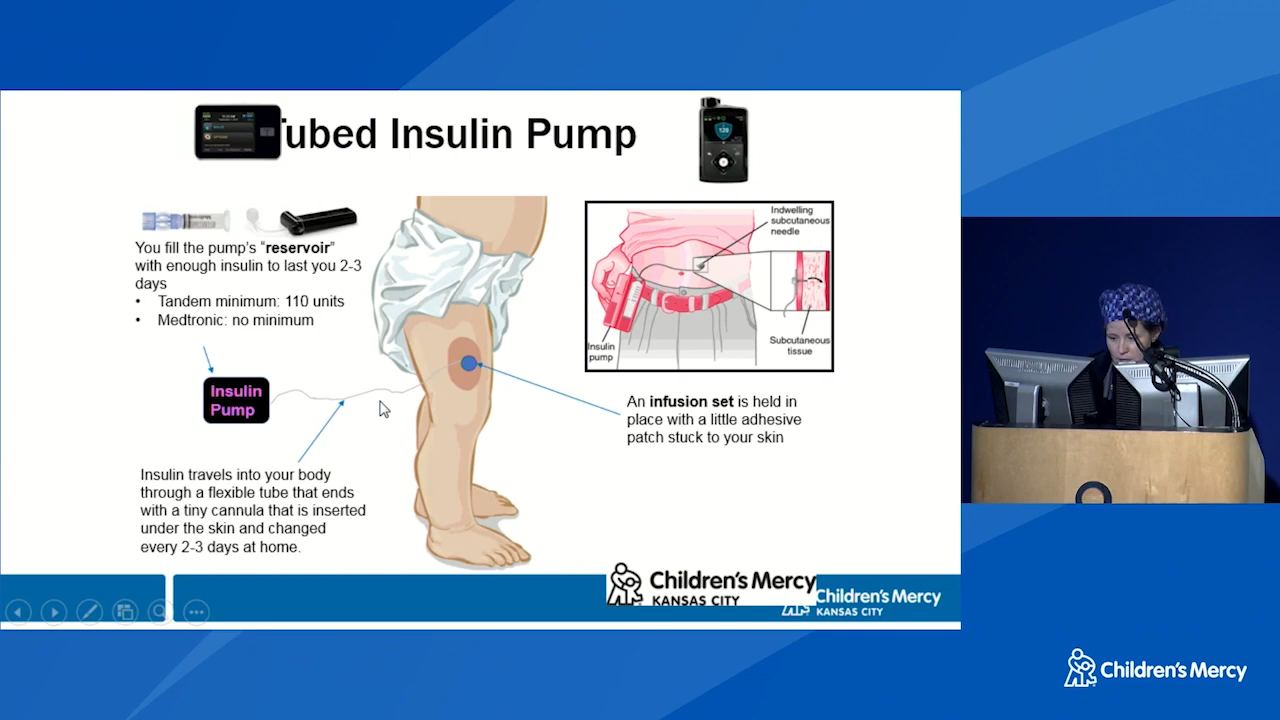 Tubed Insulin Pump
120
You fill the pump's “reservoir”
with enough insulin to last you 2-3
days
• Tandem minimum: 110 units
• Medtronic: no minimum
Insulin
Pump
Insulin travels into your body
through a flexible tube that ends
with a tiny cannula that is inserted
under the skin and changed
every 2-3 days at home.
Indwelling
subcutaneous
needle
Insulin
pump
Subcutaneous
tissue
An infusion set is held in
place with a little adhesive
patch stuck to your skin
Children's Mercy
KANSAS CITY
Children's Mercy
KANSAS CITY
Children's Mercy